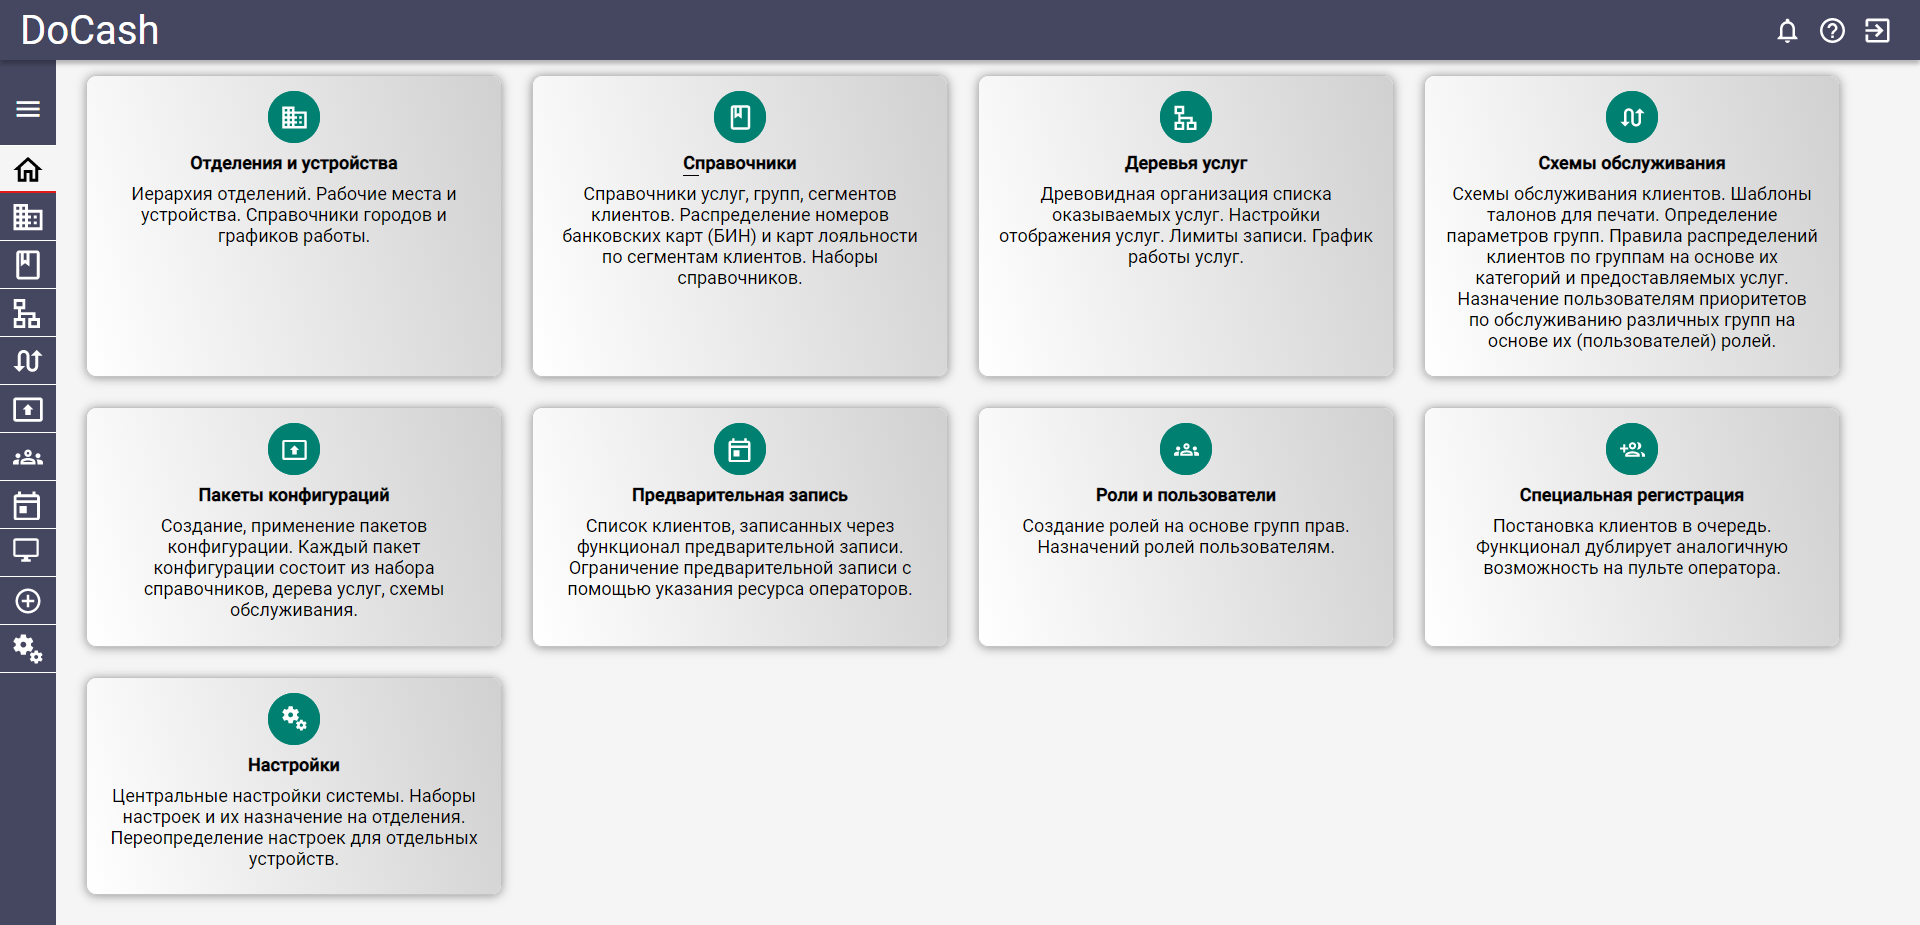 DoCash
Отделения и устройства
Иерархия отделений. Рабочие места и
устройства. Справочники городов и
графиков работы.
Справочники
Справочники услуг, групп, сегментов
клиентов. Распределение номеров
банковских карт (БИН) и карт лояльности
по сегментам клиентов. Наборы
справочников.
Деревья услуг
Древовидная организация списка
оказываемых услуг. Настройки
отображения услуг. Лимиты записи. График
работы услуг.
Схемы обслуживания
Схемы обслуживания клиентов. Шаблоны
талонов для печати. Определение
параметров групп. Правила распределений
клиентов по группам на основе их
категорий и предоставляемых услуг.
Назначение пользователям приоритетов
по обслуживанию различных групп на
основе их (пользователей) ролей.
Пакеты конфигураций
Создание, применение пакетов
конфигурации. Каждый пакет
конфигурации состоит из набора
справочников, дерева услуг, схемы
обслуживания.
Предварительная запись
Список клиентов, записанных через
функционал предварительной записи.
Ограничение предварительной записи с
помощью указания ресурса операторов.
Роли и пользователи
Создание ролей на основе групп прав.
Назначений ролей пользователям.
Специальная регистрация
Постановка клиентов в очередь.
Функционал дублирует аналогичную
возможность на пульте оператора.
Настройки
Центральные настройки системы. Наборы
настроек и их назначение на отделения.
Переопределение настроек для отдельных
устройств.